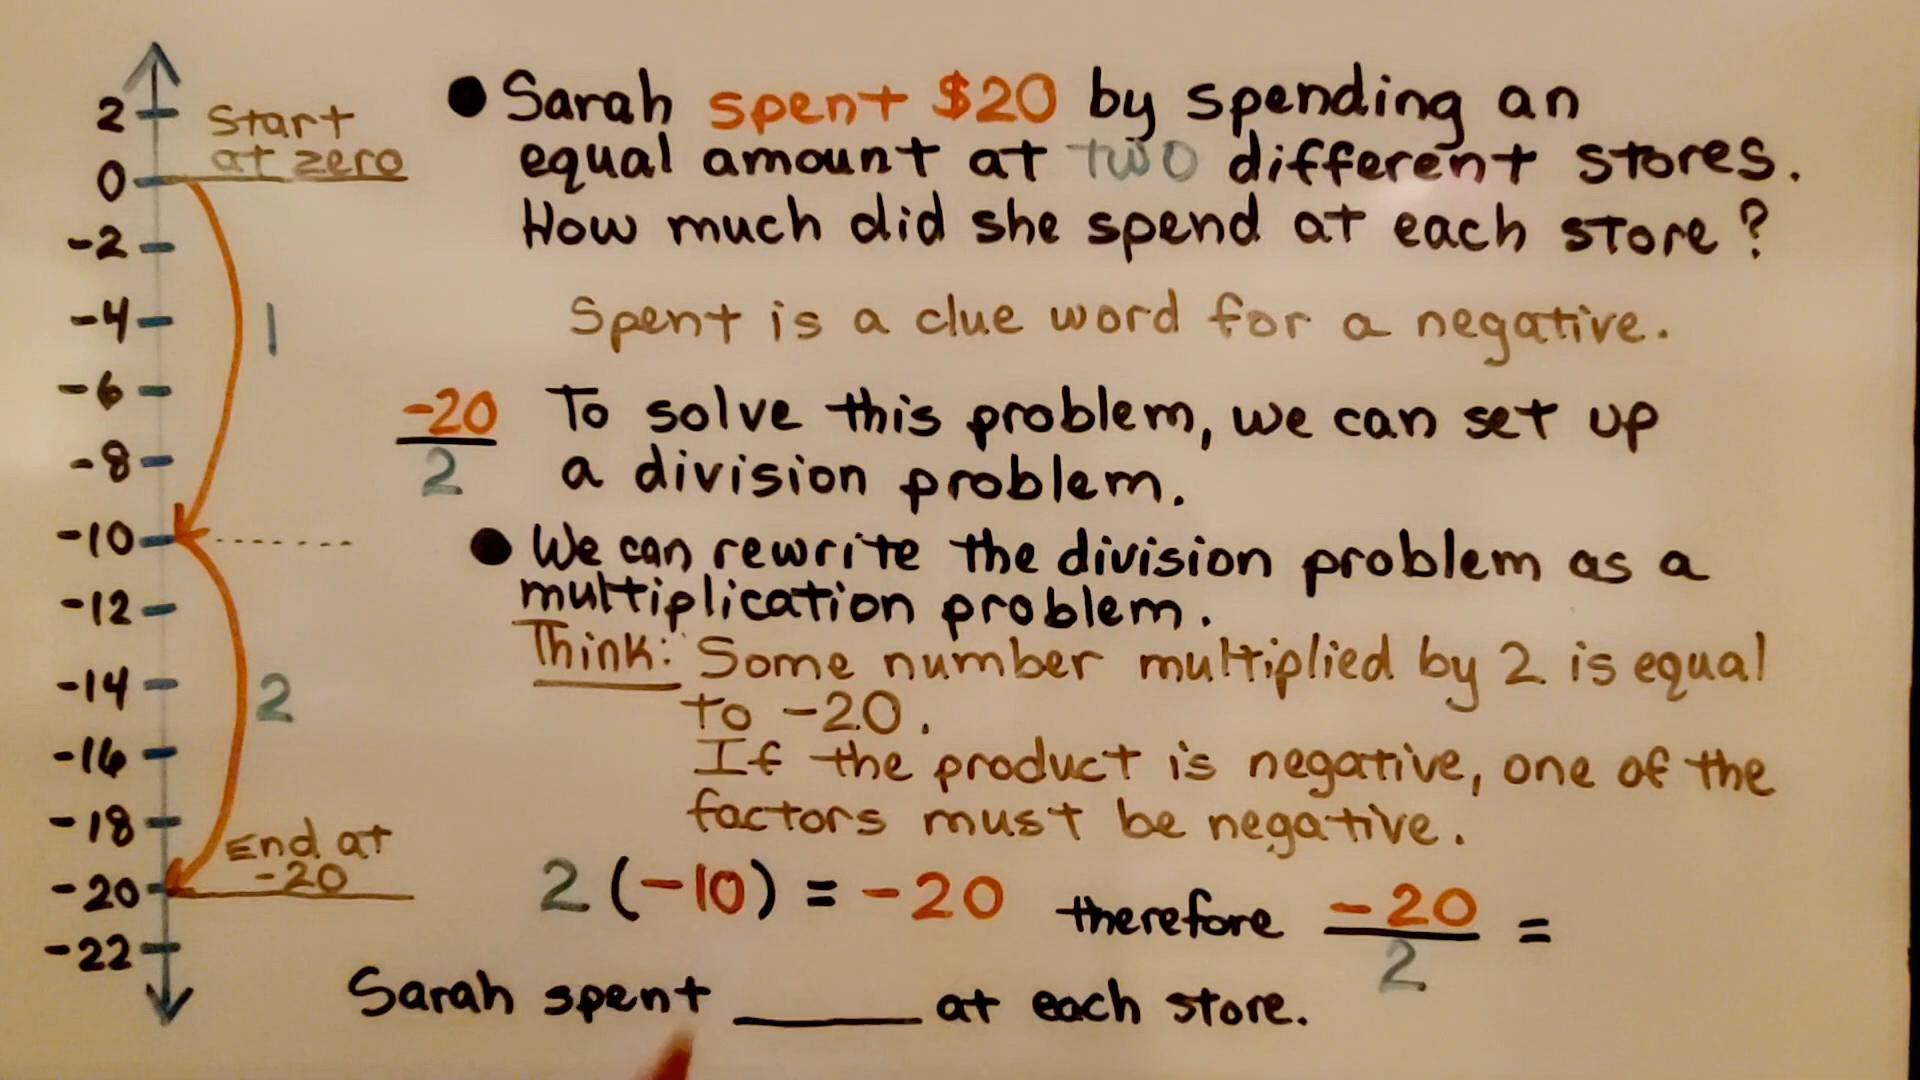 2
Start
at zero
0
-2
-4
1
-6
-8
-10
-12
-14
2
-16
-18
End at
-20
-20
-22
• Sarah spent $20 by spending an
equal amount at two different stores.
How much did she spend at each store?
Spent is a clue word for a negative.
-20
2
To solve this problem, we can set up
a division problem.
• We can rewrite the division problem as a
multiplication problem.
Think: Some number multiplied by 2 is equal
to -20.
If the product is negative, one of the
factors must be negative.
2(-10) = -20 therefore -20/2 =
Sarah spent _____ at each store.